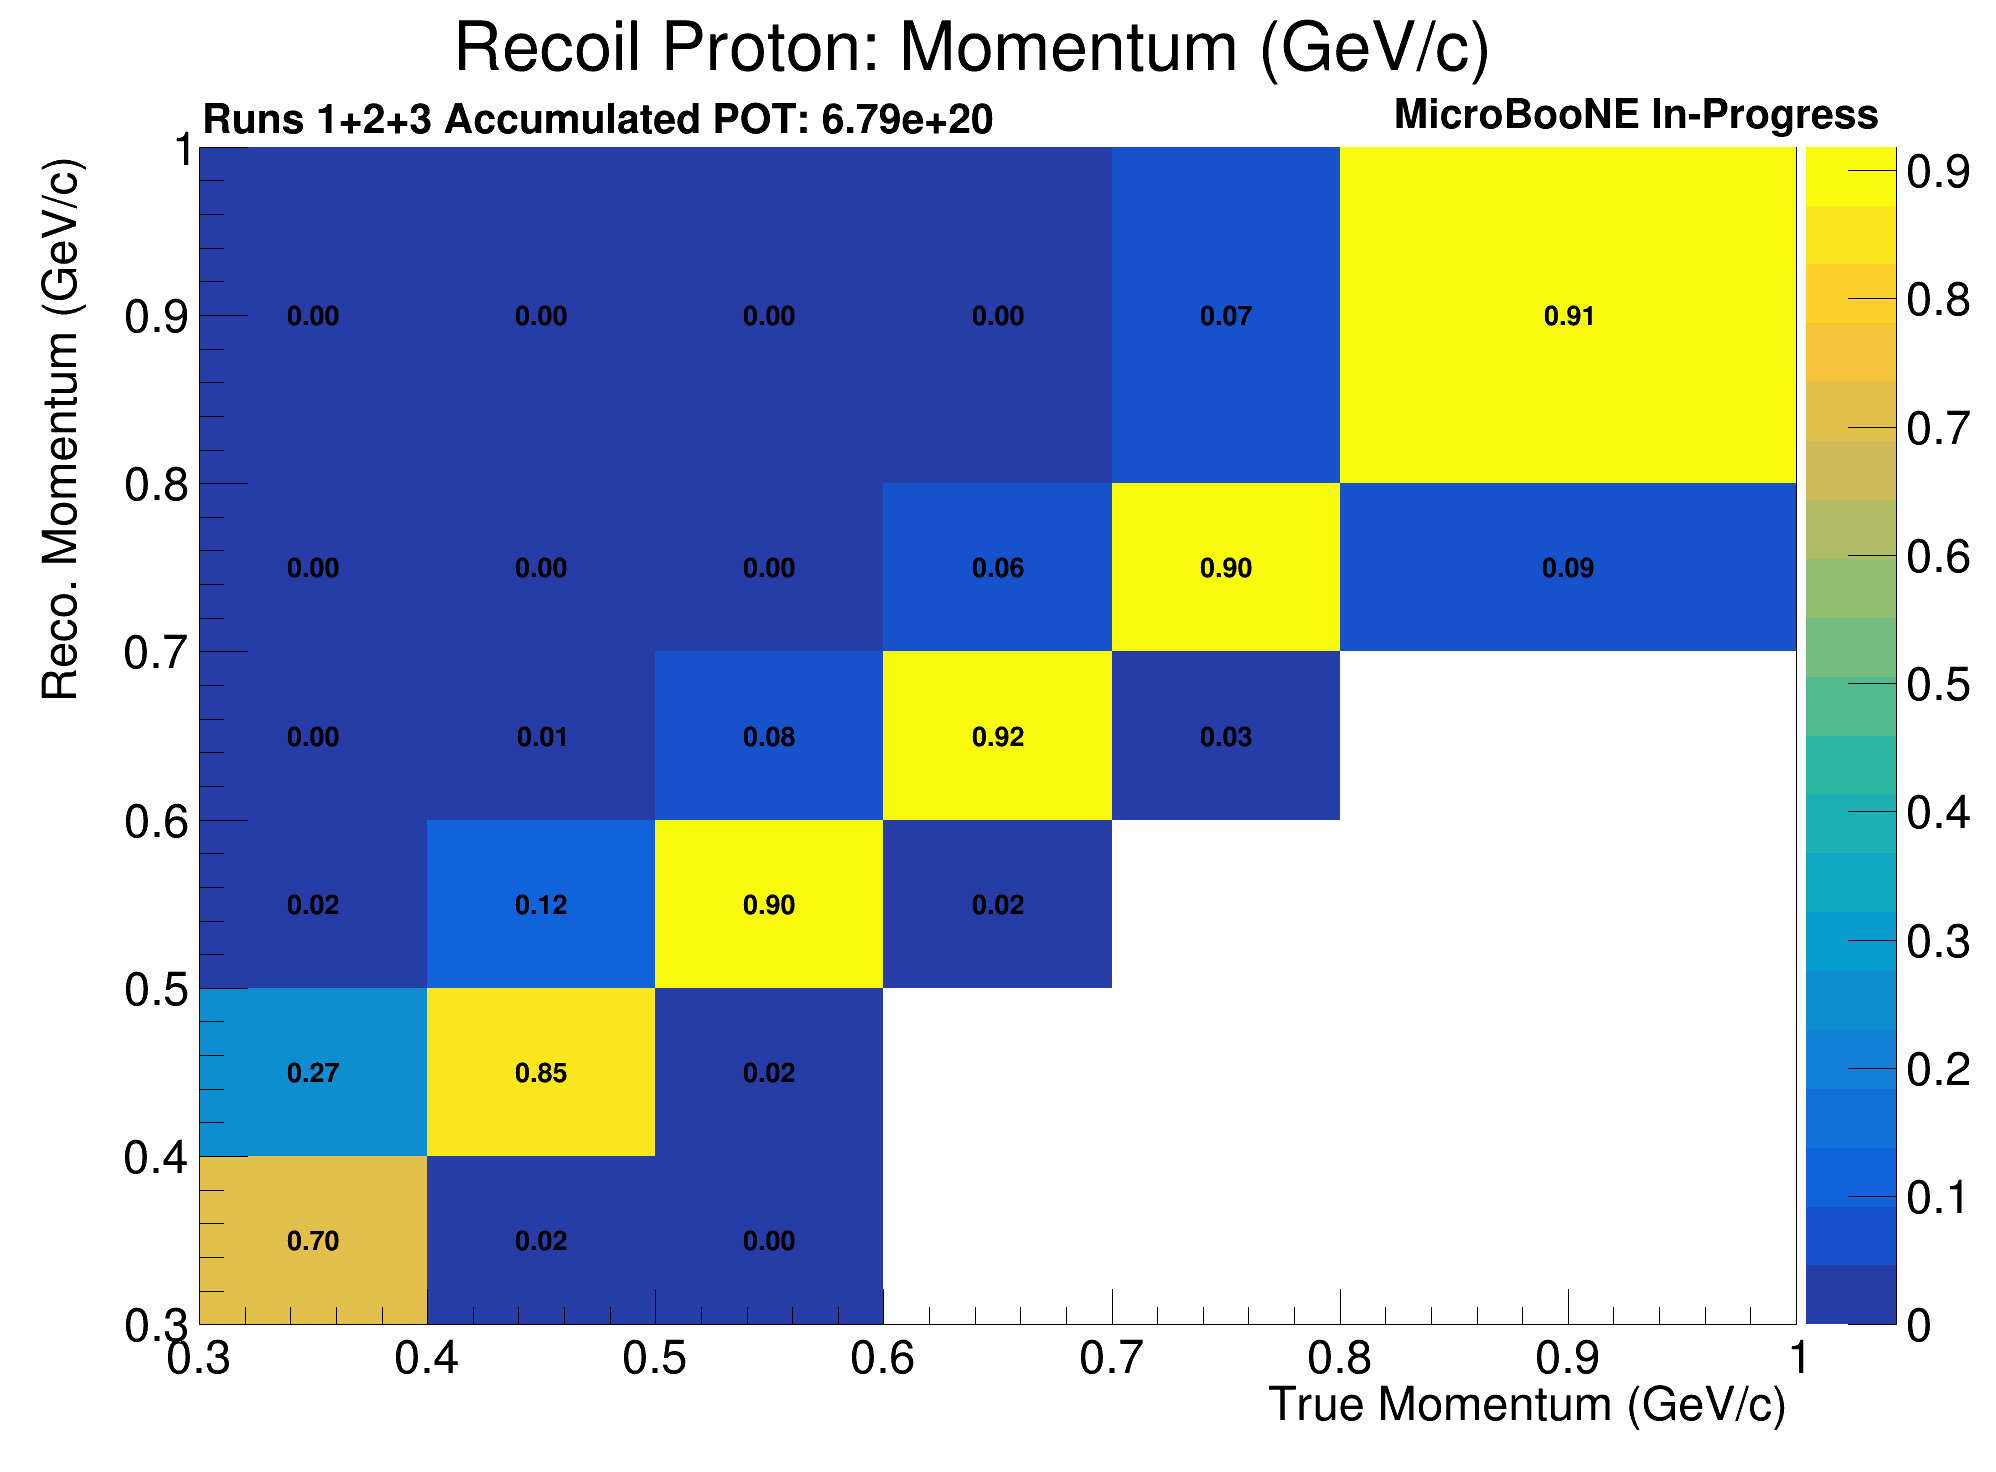 Recoil Proton: Momentum (GeV/c)
Runs 1+2+3 Accumulated POT: 6.79e+20
MicroBooNE In-Progress
Reco. Momentum (GeV/c)
1
0.9
0.8
0.7
0.6
0.5
0.4
0.3
0.00 0.00 0.00 0.00 0.07 0.91
0.00 0.00 0.00 0.06 0.90 0.09
0.00 0.01 0.08 0.92 0.03
0.02 0.12 0.90 0.02
0.27 0.85 0.02
0.70 0.02 0.00
0.3 0.4 0.5 0.6 0.7 0.8 0.9 1
True Momentum (GeV/c)
0.9
0.8
0.7
0.6
0.5
0.4
0.3
0.2
0.1
0